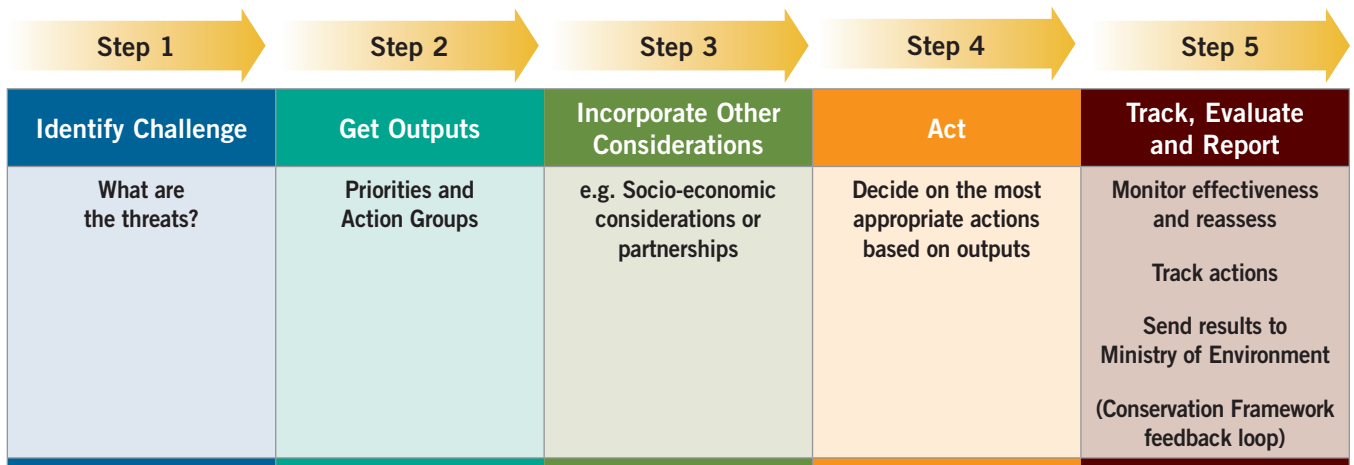 Step 1
Step 2
Step 3
Step 4
Step 5
Identify Challenge
Get Outputs
Incorporate Other
Considerations
Act
Track, Evaluate
and Report
What are
the threats?
Priorities and
Action Groups
e.g. Socio-economic
considerations or
partnerships
Decide on the most
appropriate actions
based on outputs
Monitor effectiveness
and reassess
Track actions
Send results to
Ministry of Environment
(Conservation Framework
feedback loop)